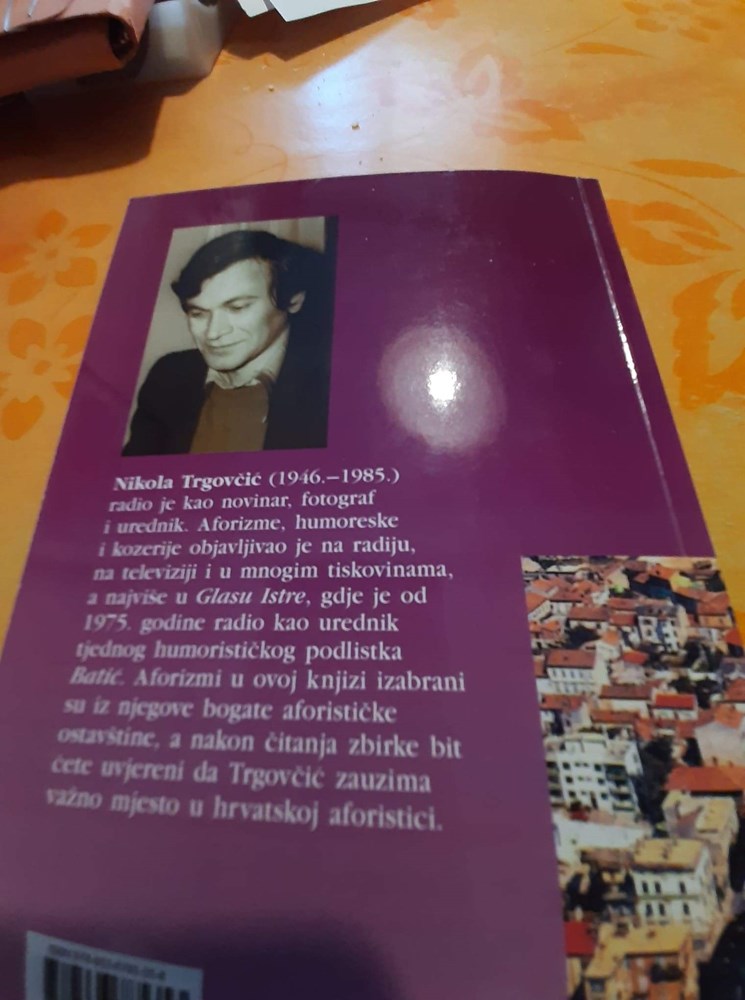 Nikola Trgovčić (1946.–1985.)
radio je kao novinar, fotograf
i urednik. Aforizme, humoreske
i kozerije objavljivao je na radiju,
na televiziji i u mnogim tiskovinama,
a najviše u Glasu Istre, gdje je od
1975. godine radio kao urednik
tjednog humorističkog podlistka
Batić. Aforizmi u ovoj knjizi izabrani
su iz njegove bogate aforističke
ostavštine, a nakon čitanja zbirke bit
ćete uvjereni da Trgovčić zauzima
važno mjesto u hrvatskoj aforistici.